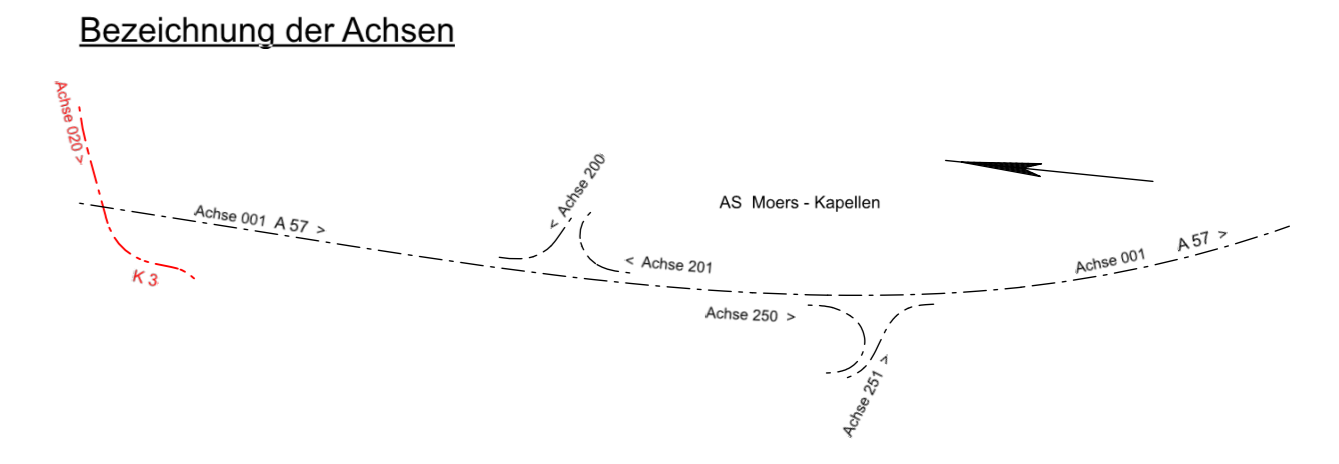 Bezeichnung der Achsen
Achse 020 >
Achse 001 A 57 >
K 3
< Achse 200
< Achse 201
AS Moers - Kapellen
Achse 250 >
Achse 251 >
Achse 001 A 57 >